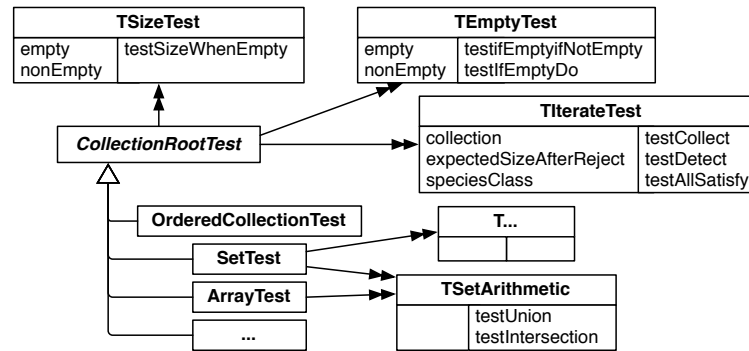 TSizeTest
empty
nonEmpty
testSizeWhenEmpty
TEmptyTest
empty
nonEmpty
testifEmptyifNotEmpty
testIfEmptyDo
TIterateTest
collection
expectedSizeAfterReject
speciesClass
testCollect
testDetect
testAllSatisfy
CollectionRootTest
OrderedCollectionTest
SetTest
ArrayTest
...
T...
TSetArithmetic
testUnion
testIntersection